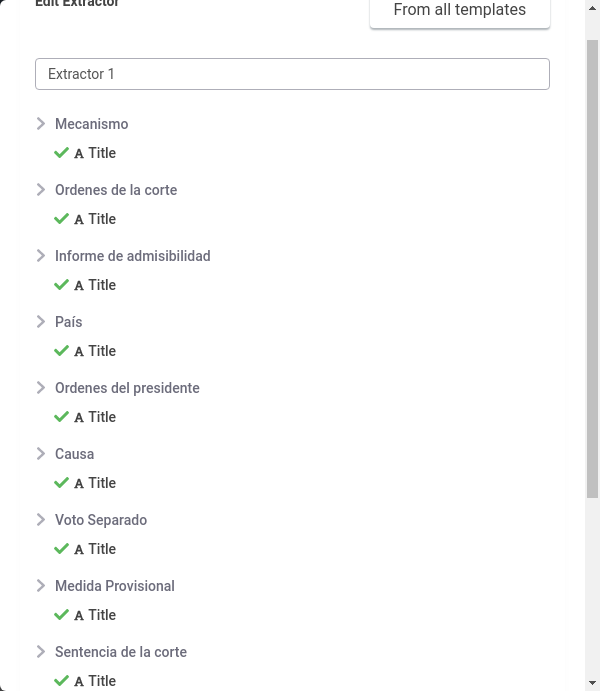 Edit Extractor
From all templates
Extractor 1
Mecanismo
A Title
Ordenes de la corte
A Title
Informe de admisibilidad
A Title
País
A Title
Ordenes del presidente
A Title
Causa
A Title
Voto Separado
A Title
Medida Provisional
A Title
Sentencia de la corte
A Title